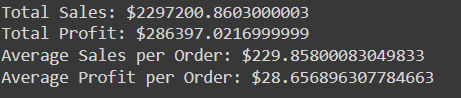 Total Sales: $2297200.8603000003
Total Profit: $286397.0216999999
Average Sales per Order: $229.85800083049833
Average Profit per Order: $28.656896307784663